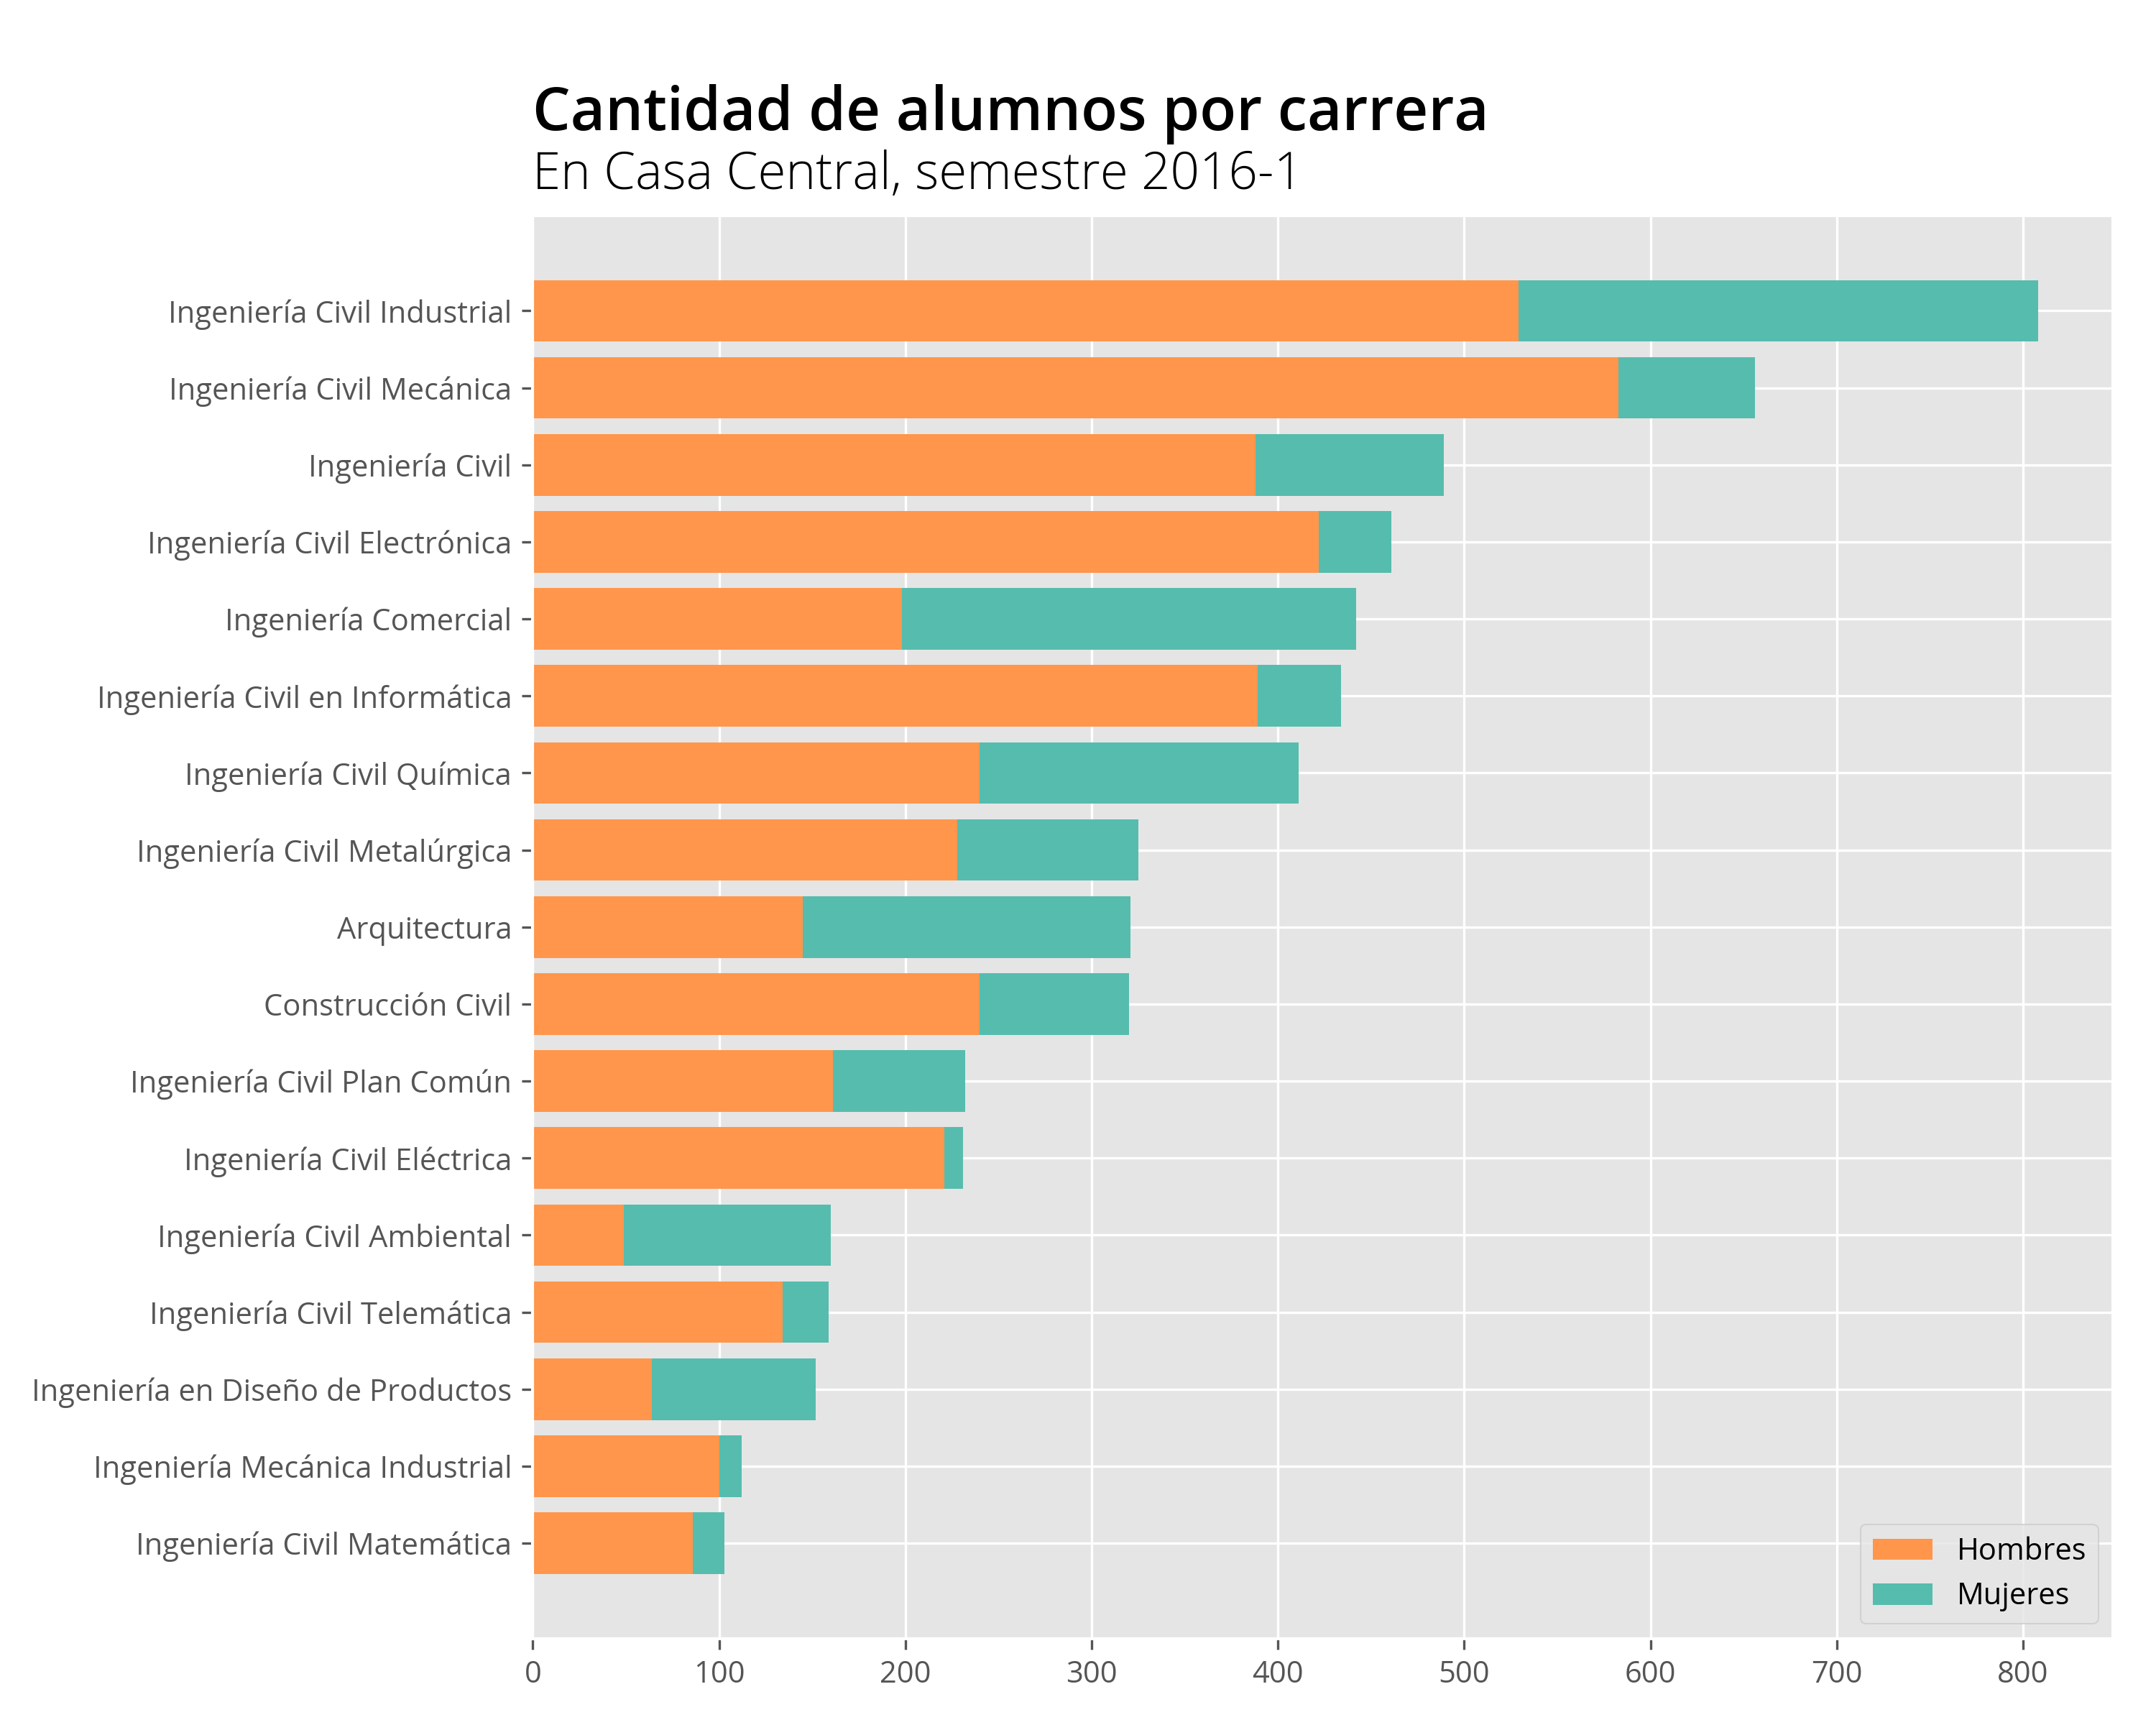 Cantidad de alumnos por carrera
En Casa Central, semestre 2016-1
Ingeniería Civil Industrial
Ingeniería Civil Mecánica
Ingeniería Civil
Ingeniería Civil Electrónica
Ingeniería Comercial
Ingeniería Civil en Informática
Ingeniería Civil Química
Ingeniería Civil Metalúrgica
Arquitectura
Construcción Civil
Ingeniería Civil Plan Común
Ingeniería Civil Eléctrica
Ingeniería Civil Ambiental
Ingeniería Civil Telemática
Ingeniería en Diseño de Productos
Ingeniería Mecánica Industrial
Ingeniería Civil Matemática
Hombres
Mujeres
0 100 200 300 400 500 600 700 800